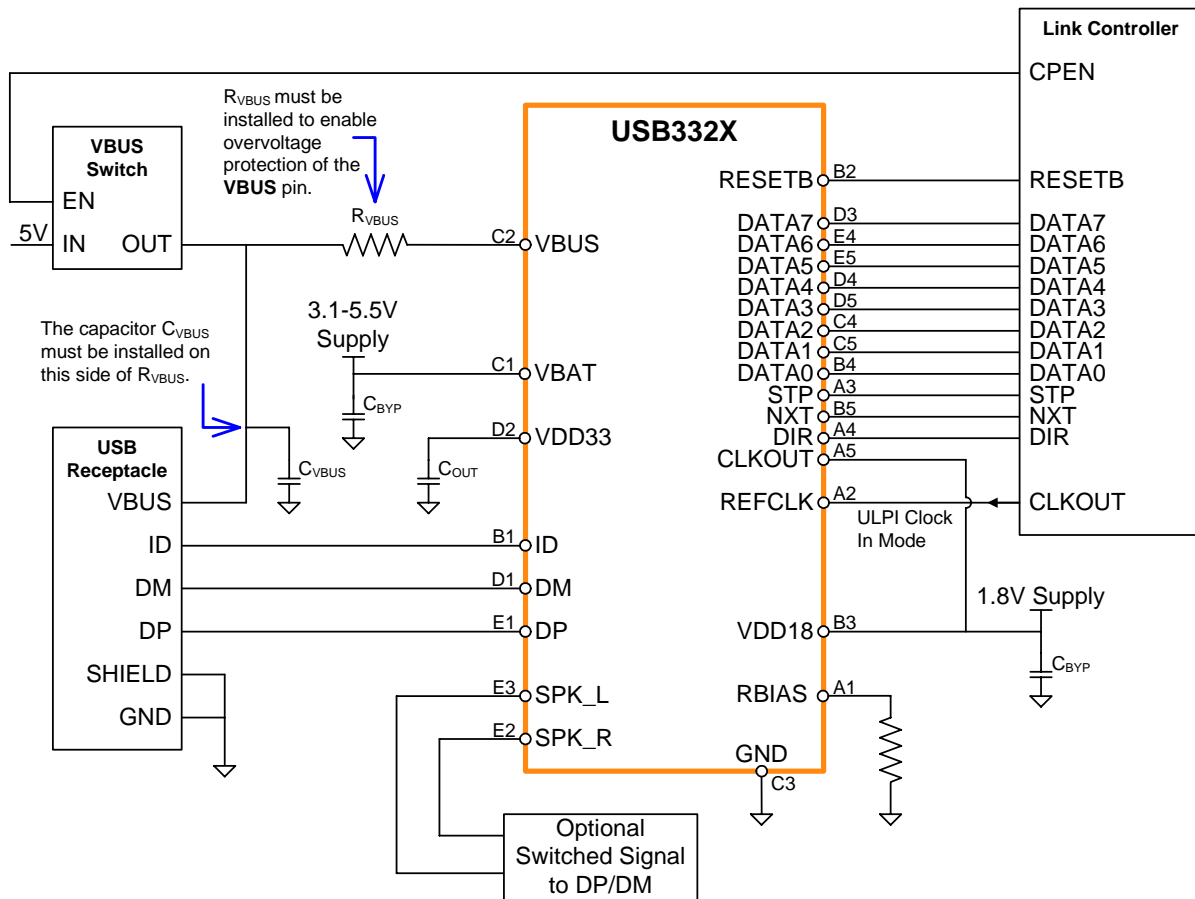 Link Controller
CPEN
RVBUS must be
installed to enable
overvoltage
protection of the
VBUS pin.
USB332X
VBUS
Switch
EN
5V
IN
OUT
RVBUS
C2
VBUS
RESETB
B2
RESETB
DATA7
D3
DATA7
DATA6
E4
DATA6
DATA5
E5
DATA5
DATA4
D4
DATA4
DATA3
D5
DATA3
DATA2
C4
DATA2
DATA1
C5
DATA1
DATA0
B4
DATA0
STP
A3
STP
NXT
B5
NXT
DIR
A4
DIR
CLKOUT
A5
REFCLK
A2
CLKOUT
ULPI Clock
In Mode
3.1-5.5V
Supply
C1
VBAT
CBYP
The capacitor CVBUS
must be installed on
this side of RVBUS.
D2
VDD33
COUT
CVBUS
USB
Receptacle
VBUS
ID
B1
ID
DM
D1
DM
DP
E1
DP
SHIELD
GND
1.8V Supply
VDD18
B3
CBYP
E3
SPK_L
RBIAS
A1
E2
SPK_R
GND
C3
Optional
Switched Signal
to DP/DM